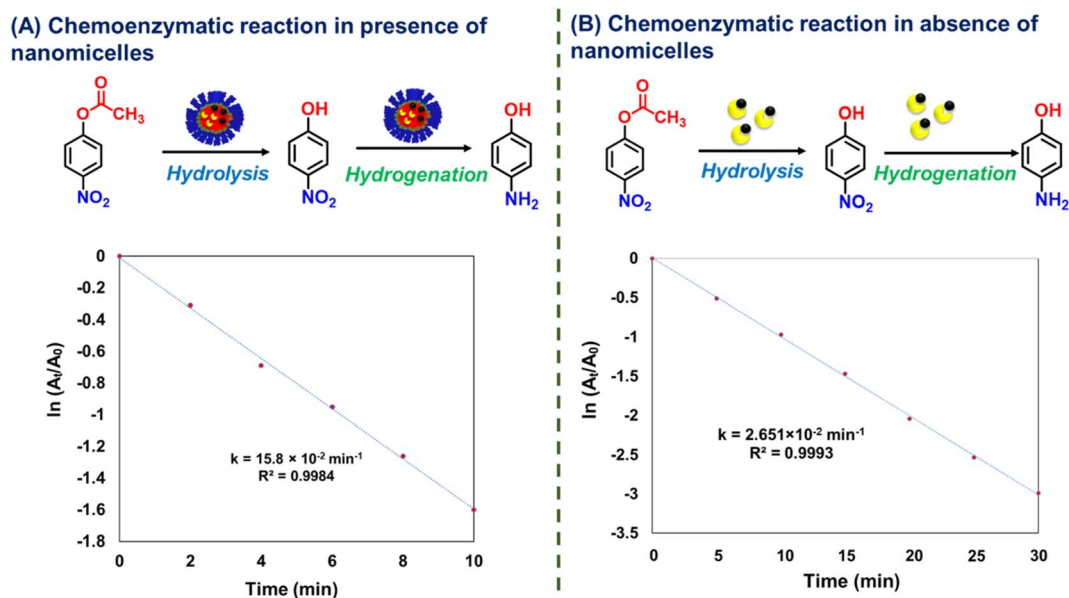 (A) Chemoenzymatic reaction in presence of
nanomicelles
O
O
CH₃
NO₂
Hydrolysis
OH
NO₂
Hydrogenation
OH
NH₂
0
-0.2
-0.4
-0.6
-0.8
-1
-1.2
-1.4
-1.6
-1.8
ln (Aₜ/A₀)
k = 15.8 × 10⁻² min⁻¹
R² = 0.9984
0 2 4 6 8 10
Time (min)
(B) Chemoenzymatic reaction in absence of
nanomicelles
O
O
CH₃
NO₂
Hydrolysis
OH
NO₂
Hydrogenation
OH
NH₂
0
-0.5
-1
-1.5
-2
-2.5
-3
-3.5
ln (Aₜ/A₀)
k = 2.651×10⁻² min⁻¹
R² = 0.9993
0 5 10 15 20 25 30
Time (min)